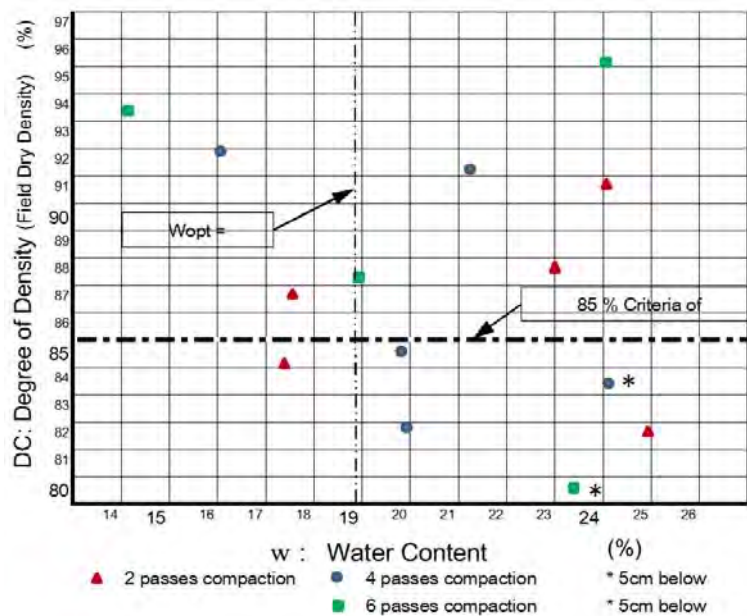 97 (%)
96
95
94
93
92
91
90
89
88
87
86
85
84
83
82
81
80
DC: Degree of Density (Field Dry Density) (%)
Wopt =
85 % Criteria of
14 15 16 17 18 19 20 21 22 23 24 25 26
*
*
w : Water Content (%)
2 passes compaction 4 passes compaction * 5cm below
6 passes compaction * 5cm below